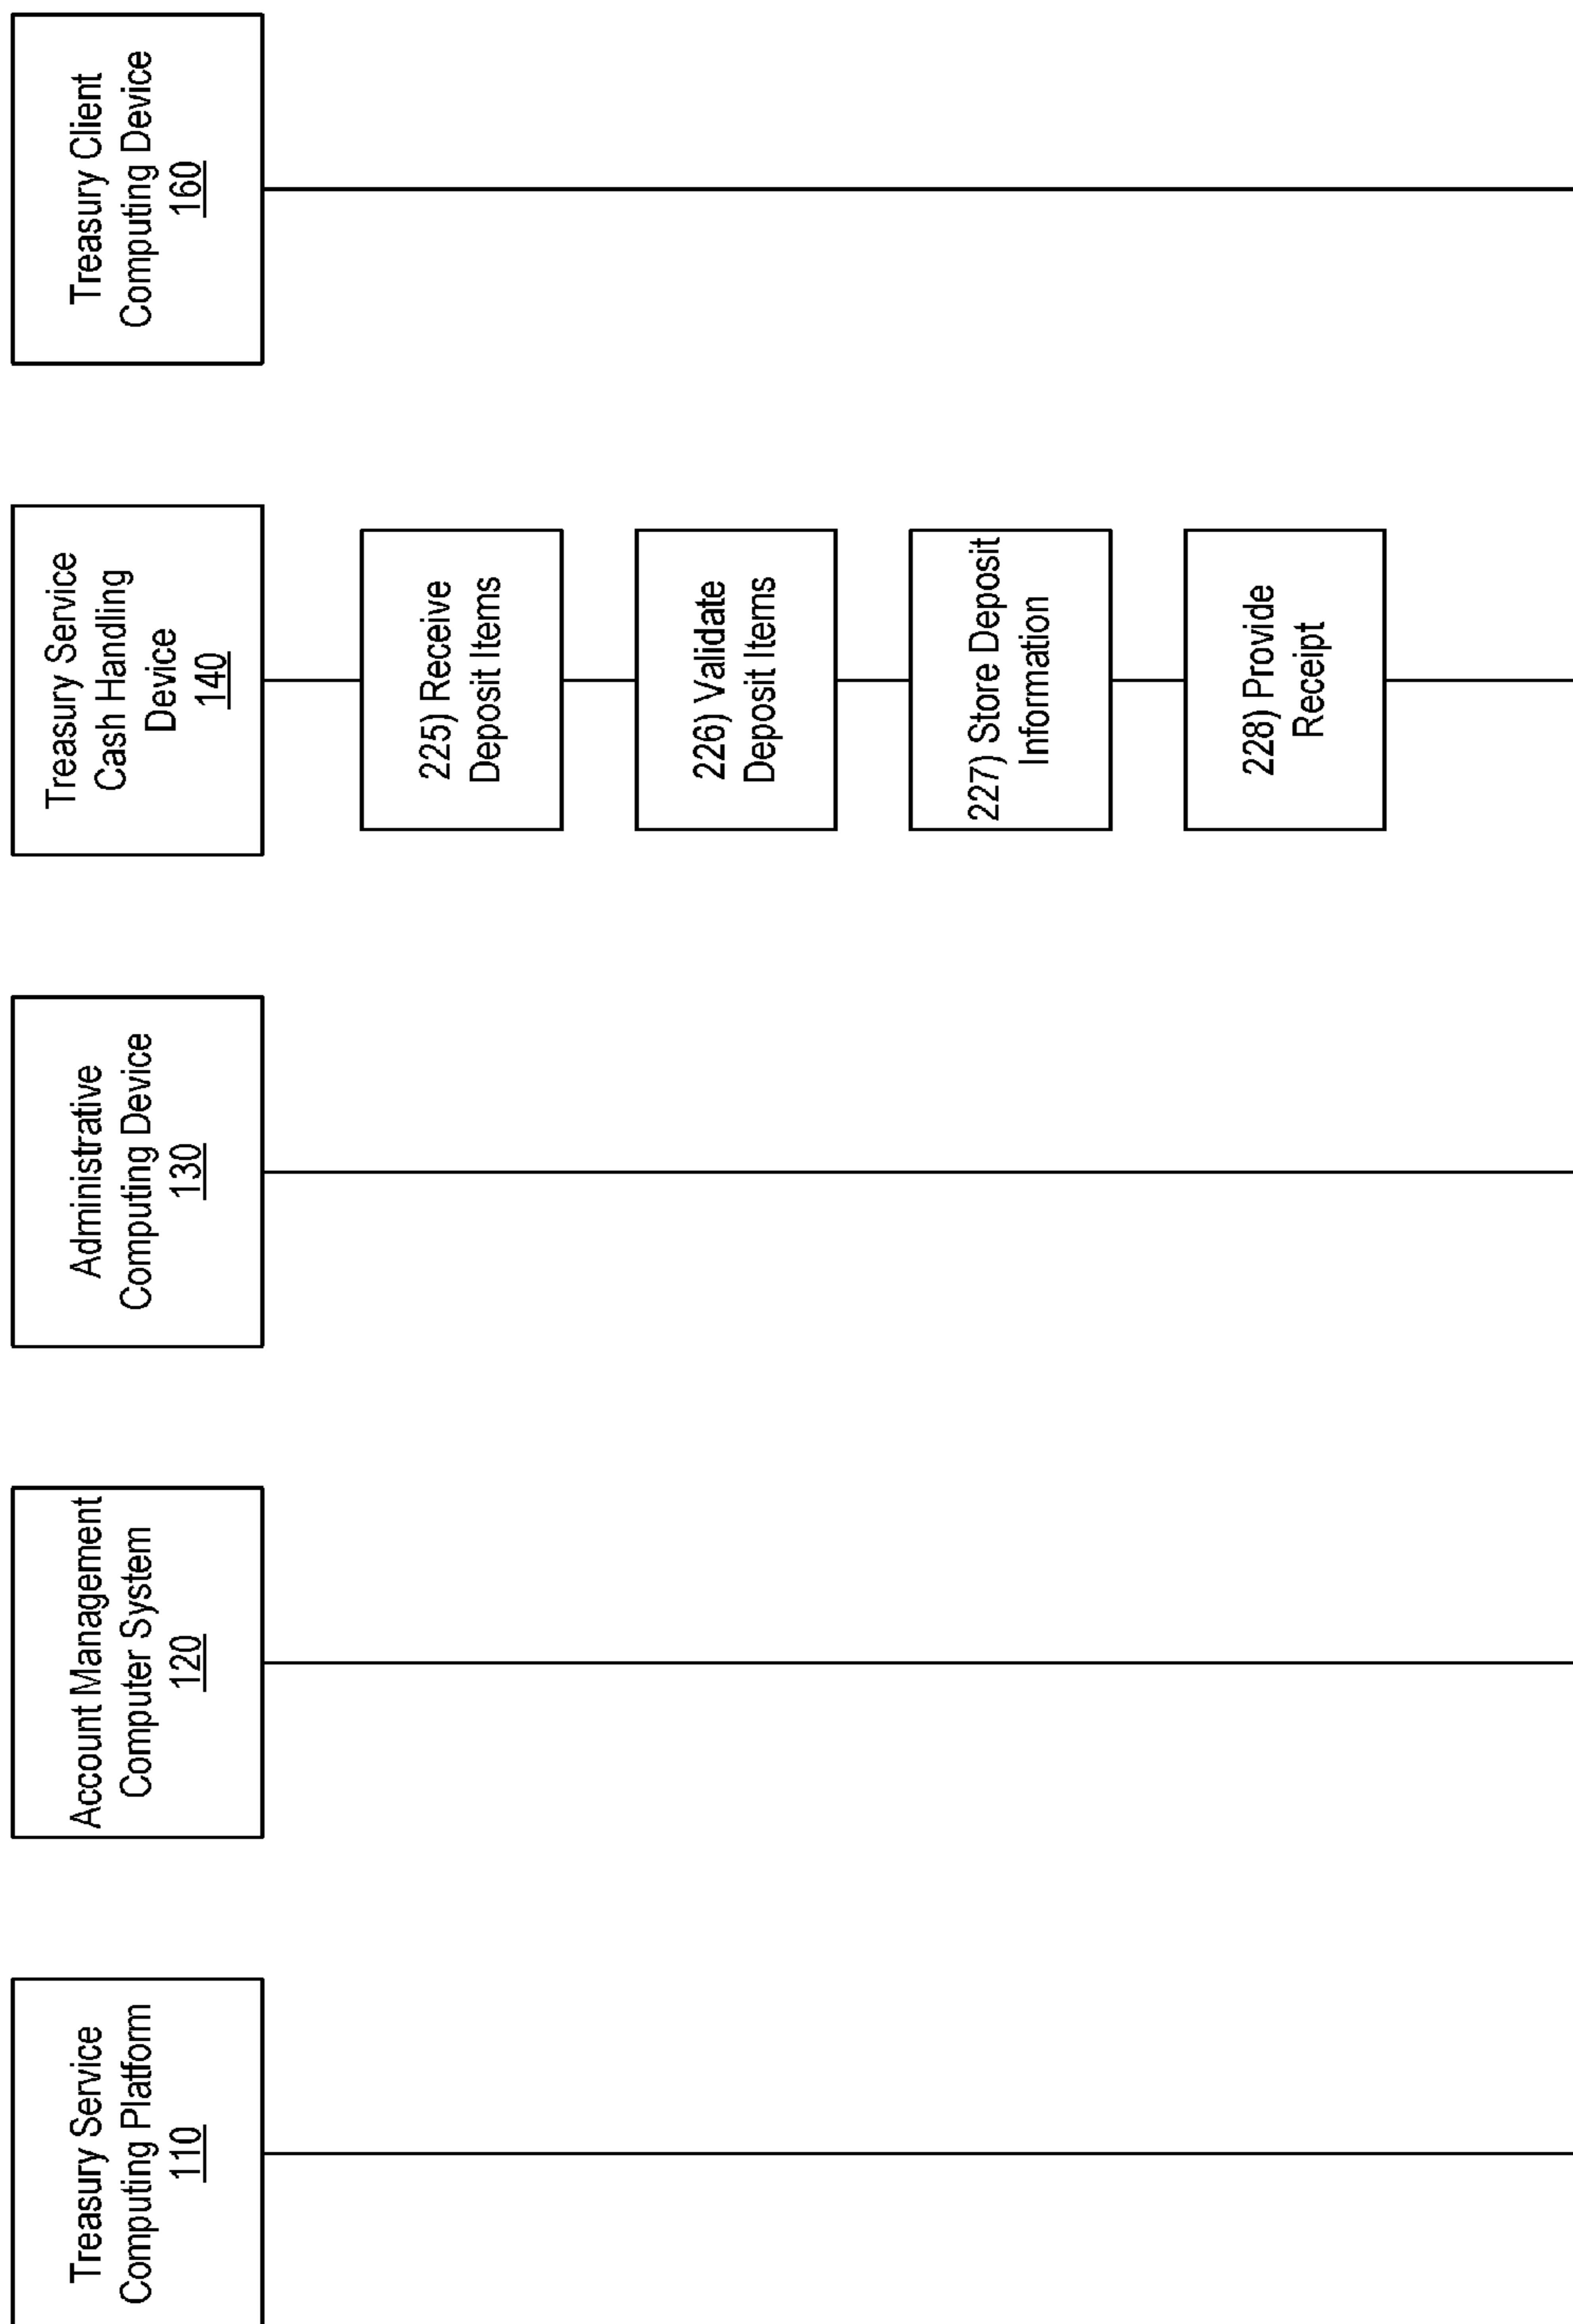 Treasury Service
Computing Platform
110
Account Management
Computer System
120
Administrative
Computing Device
130
Treasury Service
Cash Handling
Device
140
Treasury Client
Computing Device
160
225) Receive
Deposit Items
226) Validate
Deposit Items
227) Store Deposit
Information
228) Provide
Receipt